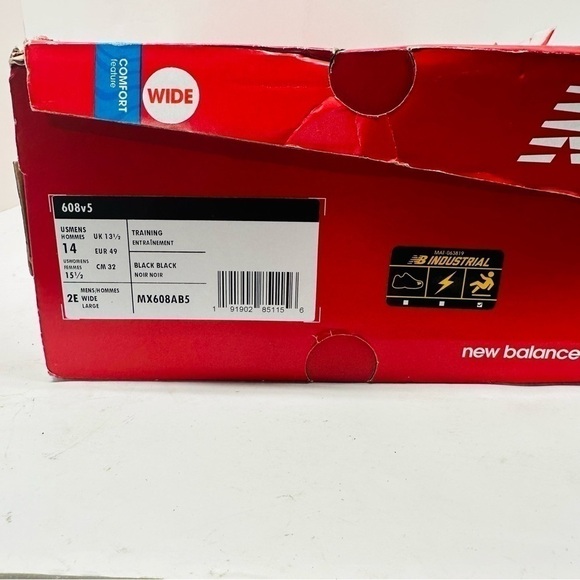 COMFORT
feature
WIDE
608v5
USMENS
HOMMES
14
UK 13½
EUR 49
USWOMENS
FEMMES
15½
CM 32
TRAINING
ENTRAÎNEMENT
BLACK BLACK
NOIR NOIR
2E
MENS/HOMMES
WIDE
LARGE
MX608AB5
1 91902 85115 6
MAT- 063819
NB INDUSTRIAL
new balance